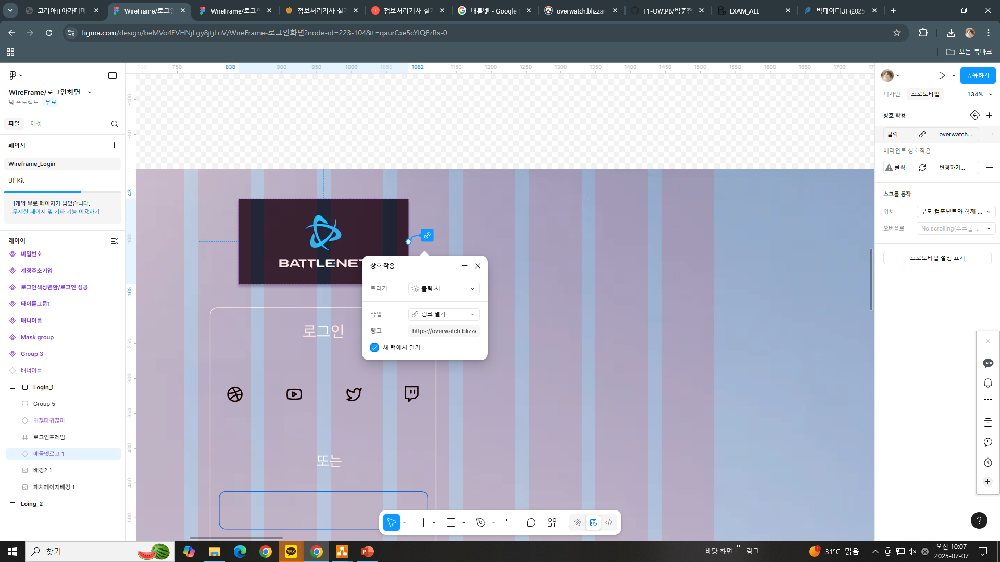 코리아IT아카데미
WireFrame/로그인
WireFrame/로그인
정보처리기사 실기
정보처리기사 실기
배틀넷 - Google
overwatch.blizzar
T1-OW.PB/박준형
EXAM_ALL
빅데이터UI (2025
figma.com/design/beMVo4EVHNjLgy8jtjLriV/WireFrame-로그인화면?node-id=223-104&t=qaurCxe5cYfQFzRs-0
모든 북마크
WireFrame/로그인화면
팀 프로젝트 무료
파일 에셋
페이지
Wireframe_Login
UI_Kit
1개의 무료 페이지가 남았습니다.
무제한 페이지 및 기타 기능 이용하기
레이어
비밀번호
계정주소기입
로그인색상변환/로그인 성공
타이틀그룹1
배너이름
Mask group
Group 3
배너이름
Login_1
Group 5
귀찮다귀찮아
로그인프레임
베틀넷로고 1
배경2 1
패치페이지배경 1
Loing_2
700 750 838 900 950 1000 1050 1082 1150 1200 1250 1300 1350 1400 1450 1500 1550 1600 1650 1700 17
-100
-50
43
100
165
250
300
350
400
450
500
BATTLE.NET
로그인
또는
상호 작용
트리거 클릭 시
작업 링크 열기
링크 https://overwatch.blizza
새 탭에서 열기
공유하기
디자인 프로토타입 134%
상호 작용
클릭 overwatch....
베리언트 상호작용
클릭 변경하기...
스크롤 동작
위치 부모 컴포넌트와 함께 ...
오버플로 No scrolling(스크롤 ...
프로토타입 설정 표시
TALK
?
찾기
TALK
바탕 화면 » 링크
1
31°C 맑음
오전 10:07
2025-07-07